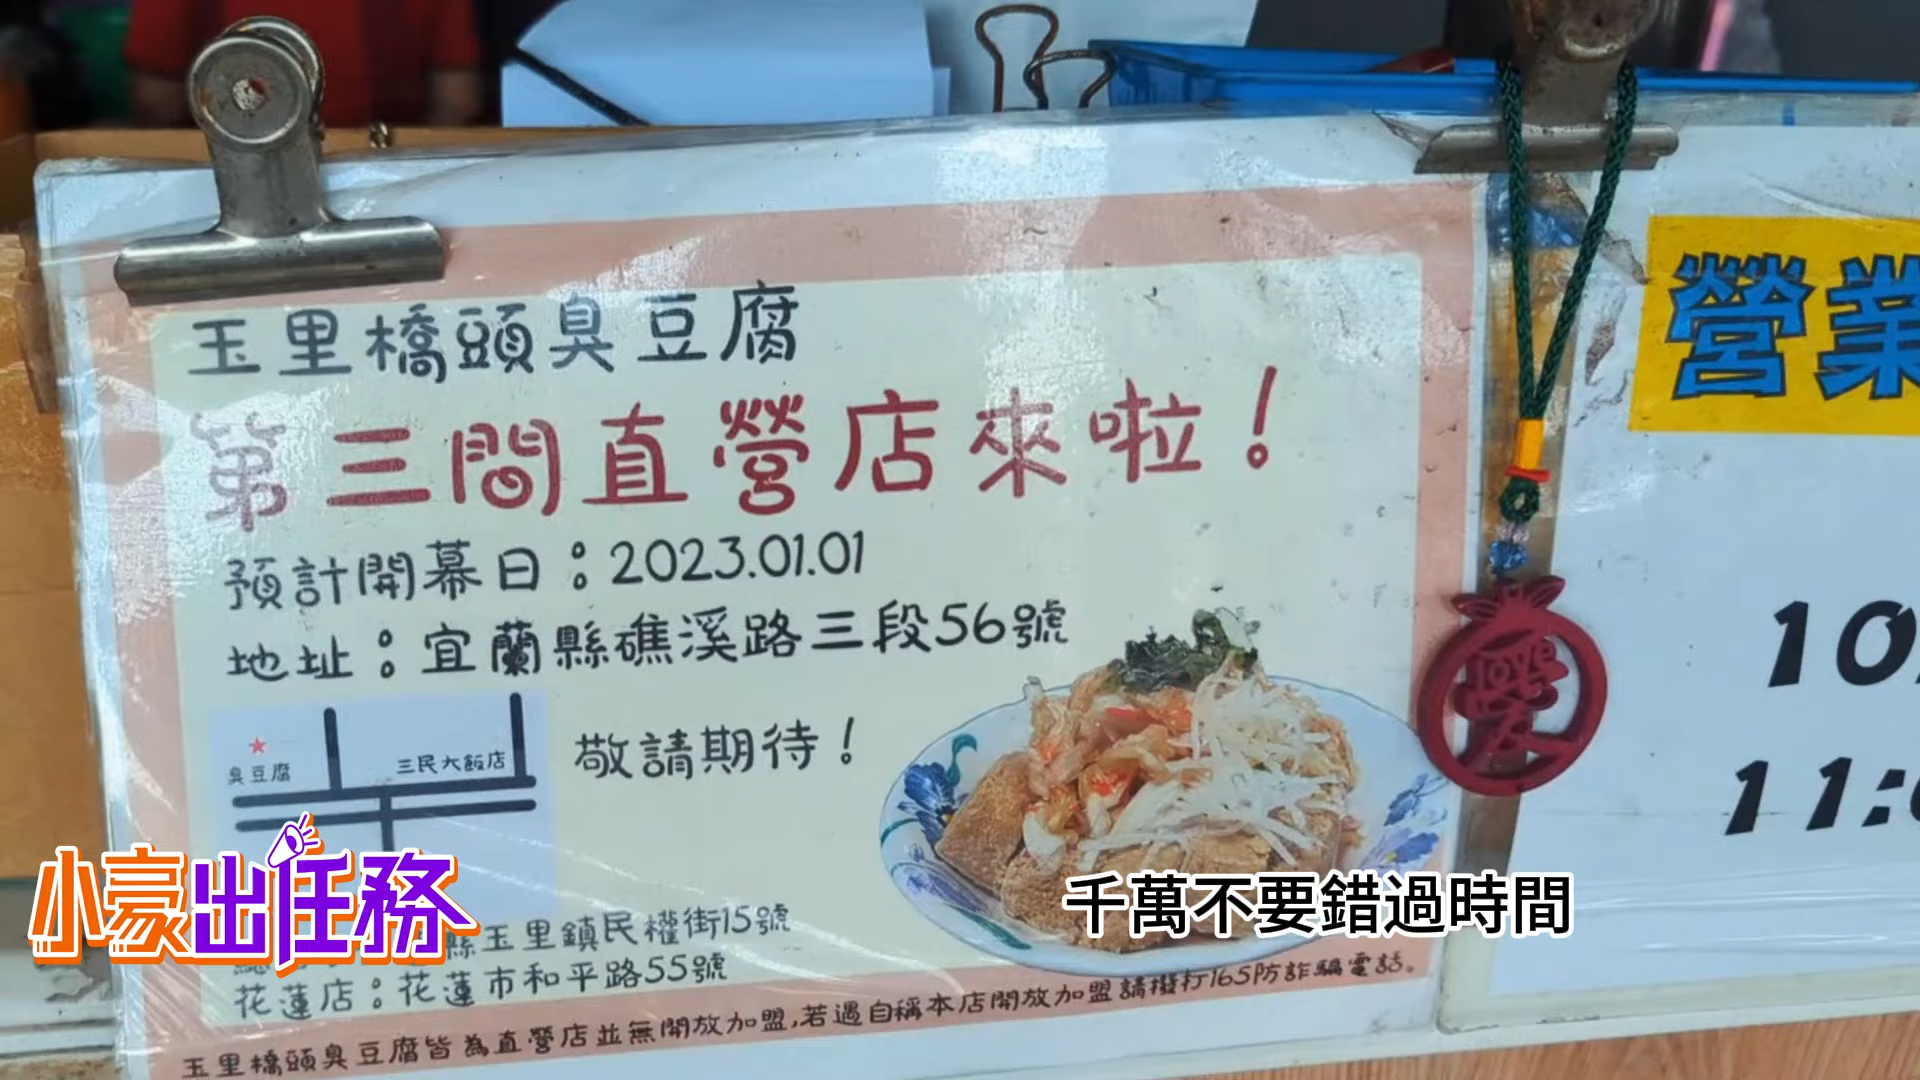 玉里橋頭臭豆腐
第三間直營店來啦！
預計開幕日：2023.01.01
地址：宜蘭縣礁溪路三段56號
敬請期待！
臭豆腐
三民大飯店
縣玉里鎮民權街15號
花蓮店：花蓮市和平路55號
玉里橋頭臭豆腐皆為直營店並無開放加盟,若遇自稱本店開放加盟請撥打165防詐騙電話。
營業
10
11:
love
小豪出任務
千萬不要錯過時間